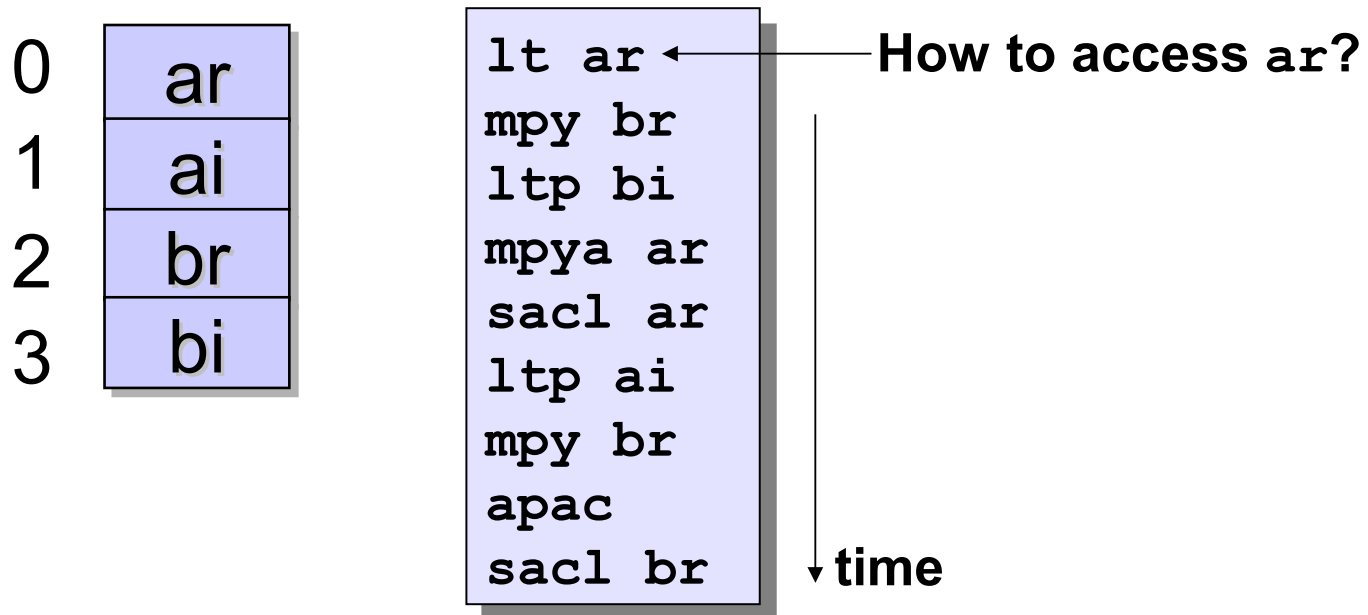 0 ar
1 ai
2 br
3 bi
lt ar
mpy br
ltp bi
mpya ar
sacl ar
ltp ai
mpy br
apac
sacl br
How to access ar?
time